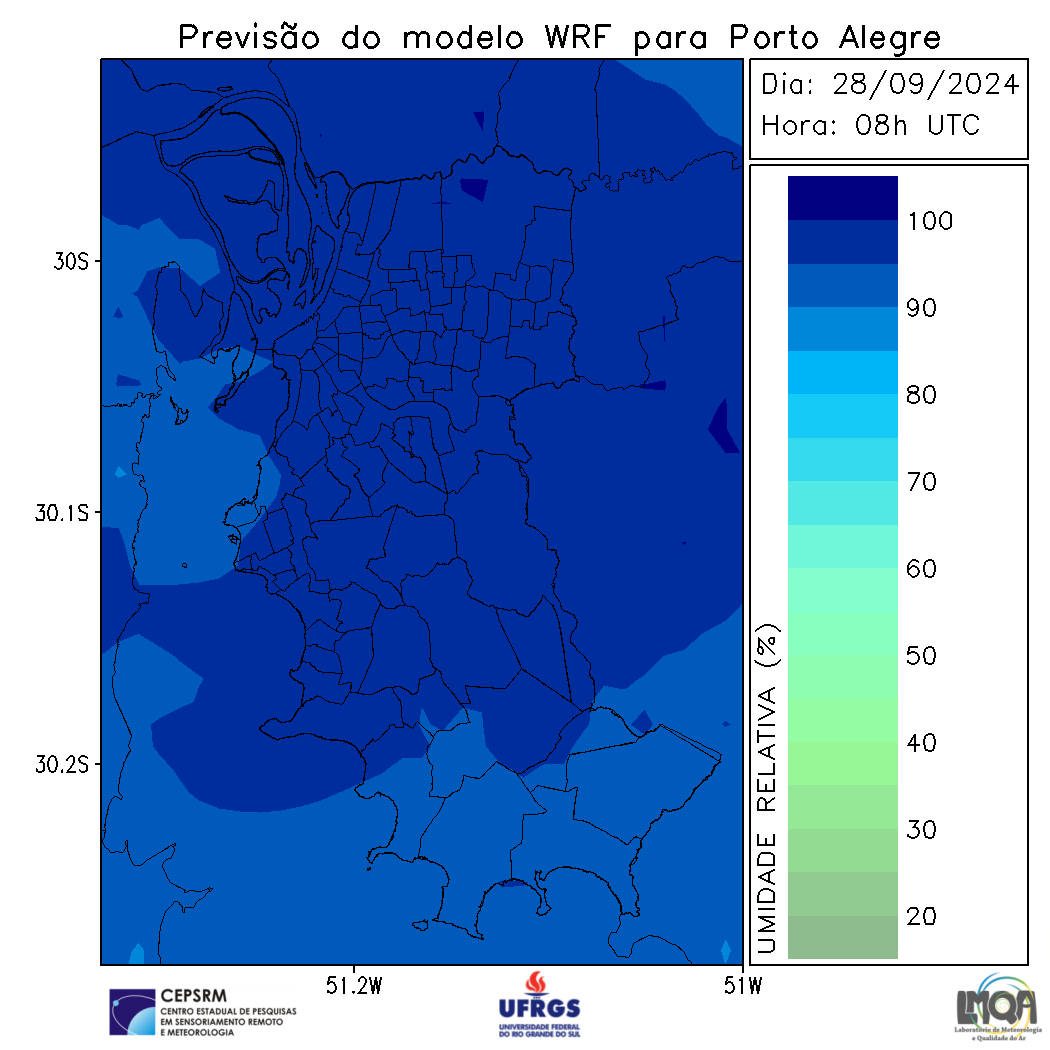 Previsão do modelo WRF para Porto Alegre
Dia: 28/09/2024
Hora: 08h UTC
30S
30.1S
30.2S
51.2W
51W
100
90
80
70
60
50
40
30
20
UMIDADE RELATIVA (%)
CEPSRM
CENTRO ESTADUAL DE PESQUISAS
EM SENSORIAMENTO REMOTO
E METEOROLOGIA
UFRGS
UNIVERSIDADE FEDERAL
DO RIO GRANDE DO SUL
LMQA
Laboratório de Meteorologia
e Qualidade do Ar